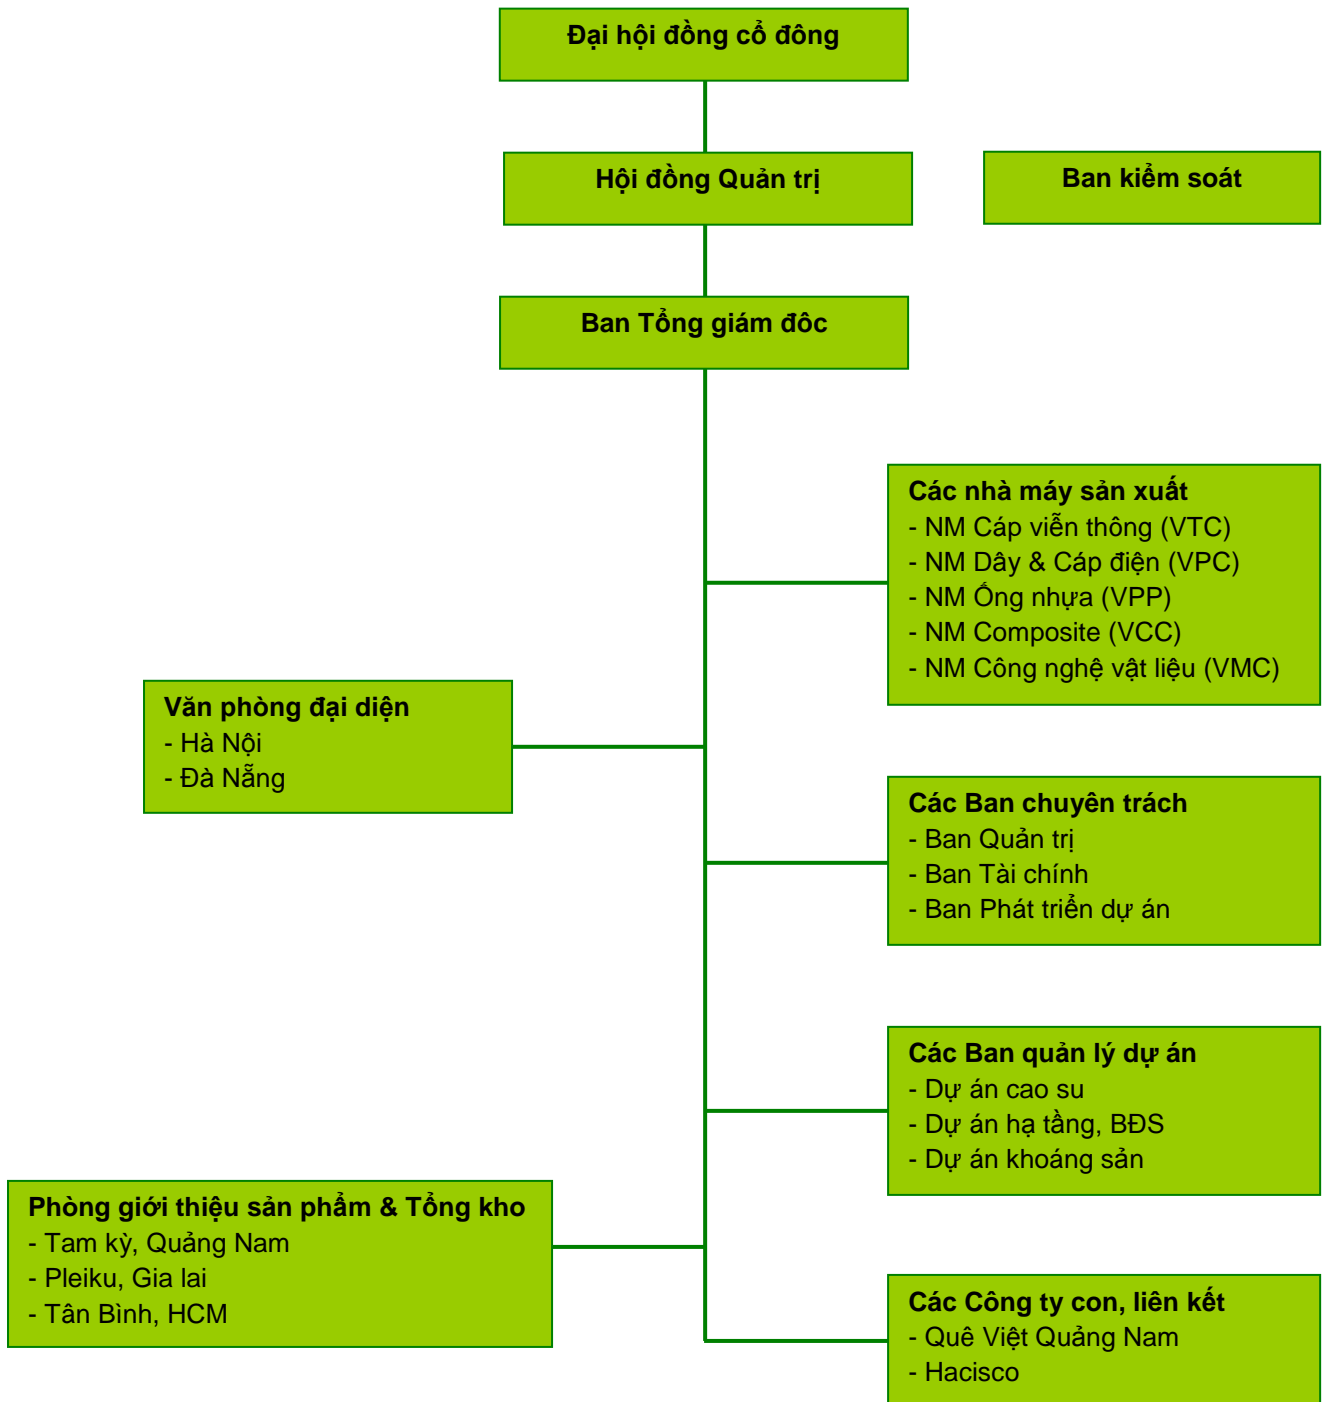 Đại hội đồng cổ đông
Hội đồng Quản trị
Ban kiểm soát
Ban Tổng giám đôc
Các nhà máy sản xuất
- NM Cáp viễn thông (VTC)
- NM Dây & Cáp điện (VPC)
- NM Ống nhựa (VPP)
- NM Composite (VCC)
- NM Công nghệ vật liệu (VMC)
Văn phòng đại diện
- Hà Nội
- Đà Nẵng
Các Ban chuyên trách
- Ban Quản trị
- Ban Tài chính
- Ban Phát triển dự án
Các Ban quản lý dự án
- Dự án cao su
- Dự án hạ tầng, BĐS
- Dự án khoáng sản
Phòng giới thiệu sản phẩm & Tổng kho
- Tam kỳ, Quảng Nam
- Pleiku, Gia lai
- Tân Bình, HCM
Các Công ty con, liên kết
- Quê Việt Quảng Nam
- Hacisco